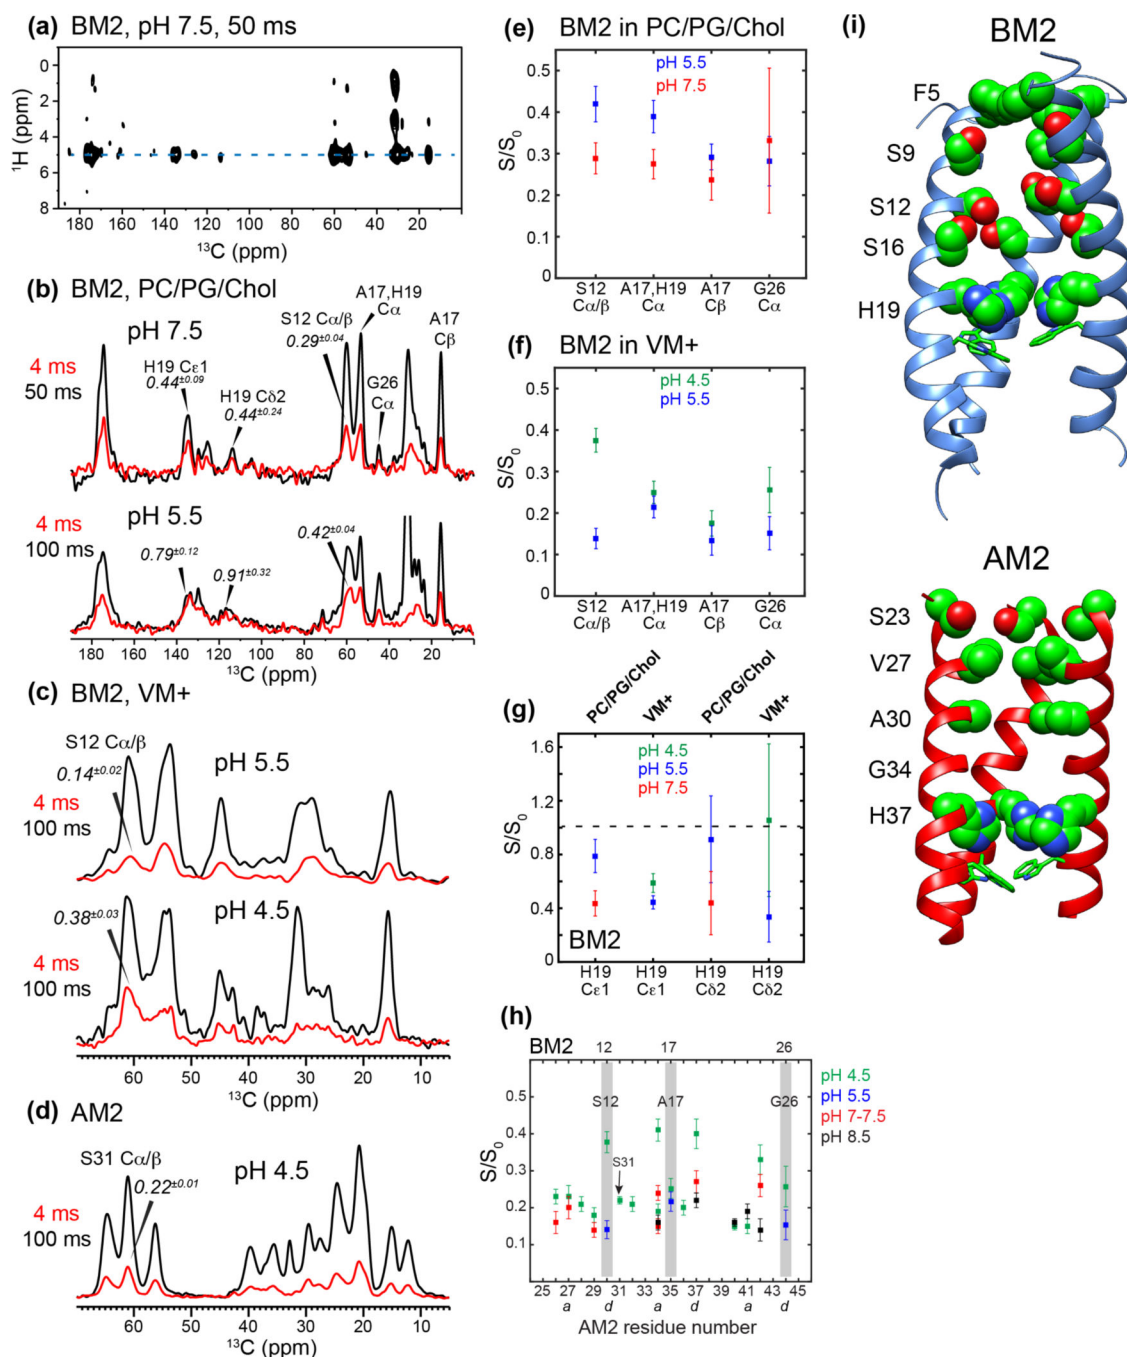 (a) BM2, pH 7.5, 50 ms
0
2
4
6
8
¹H (ppm)
180 160 140 120 100 80 60 40 20
¹³C (ppm)
(b) BM2, PC/PG/Chol
pH 7.5
4 ms
50 ms
H19 Cε1
0.44±0.09
H19 Cδ2
0.44±0.24
S12 Cα/β
0.29±0.04
A17,H19
Cα
G26
Cα
A17
Cβ
pH 5.5
4 ms
100 ms
0.79±0.12
0.91±0.32
0.42±0.04
180 160 140 120 100 80 60 40 20
¹³C (ppm)
(c) BM2, VM+
S12 Cα/β
0.14±0.02
pH 5.5
4 ms
100 ms
0.38±0.03
pH 4.5
4 ms
100 ms
60 50 40 30 20 10
¹³C (ppm)
(d) AM2
S31 Cα/β
0.22±0.01
pH 4.5
4 ms
100 ms
60 50 40 30 20 10
¹³C (ppm)
(e) BM2 in PC/PG/Chol
pH 5.5
pH 7.5
S/S₀
0.5
0.4
0.3
0.2
0.1
0
S12 A17,H19 A17 G26
Cα/β Cα Cβ Cα
(f) BM2 in VM+
pH 4.5
pH 5.5
S/S₀
0.5
0.4
0.3
0.2
0.1
0
S12 A17,H19 A17 G26
Cα/β Cα Cβ Cα
(g)
PC/PG/Chol VM+ PC/PG/Chol VM+
pH 4.5
pH 5.5
pH 7.5
S/S₀
1.6
1.2
0.8
0.4
0
BM2
H19 H19 H19 H19
Cε1 Cε1 Cδ2 Cδ2
(h)
BM2 12 17 26
pH 4.5
pH 5.5
pH 7-7.5
pH 8.5
S12 A17 G26
S31
S/S₀
0.5
0.4
0.3
0.2
0.1
25 27 29 31 33 35 37 39 41 43 45
a d a d a d
AM2 residue number
(i)
BM2
F5
S9
S12
S16
H19
AM2
S23
V27
A30
G34
H37